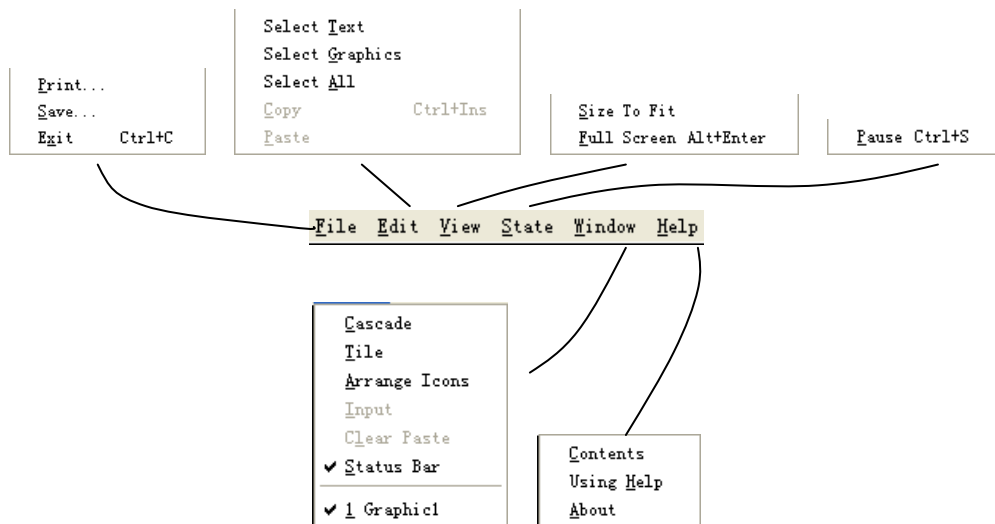 Print...
Save...
Exit Ctrl+C
Select Text
Select Graphics
Select All
Copy Ctrl+Ins
Paste
Size To Fit
Full Screen Alt+Enter
Pause Ctrl+S
File Edit View State Window Help
Cascade
Tile
Arrange Icons
Input
Clear Paste
✔ Status Bar
✔ 1 Graphic1
Contents
Using Help
About